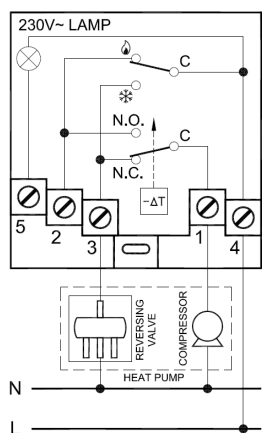 230V~ LAMP
C
N.O.
C
N.C.
-ΔT
5
2
3
1
4
REVERSING
VALVE
COMPRESSOR
HEAT PUMP
N
L